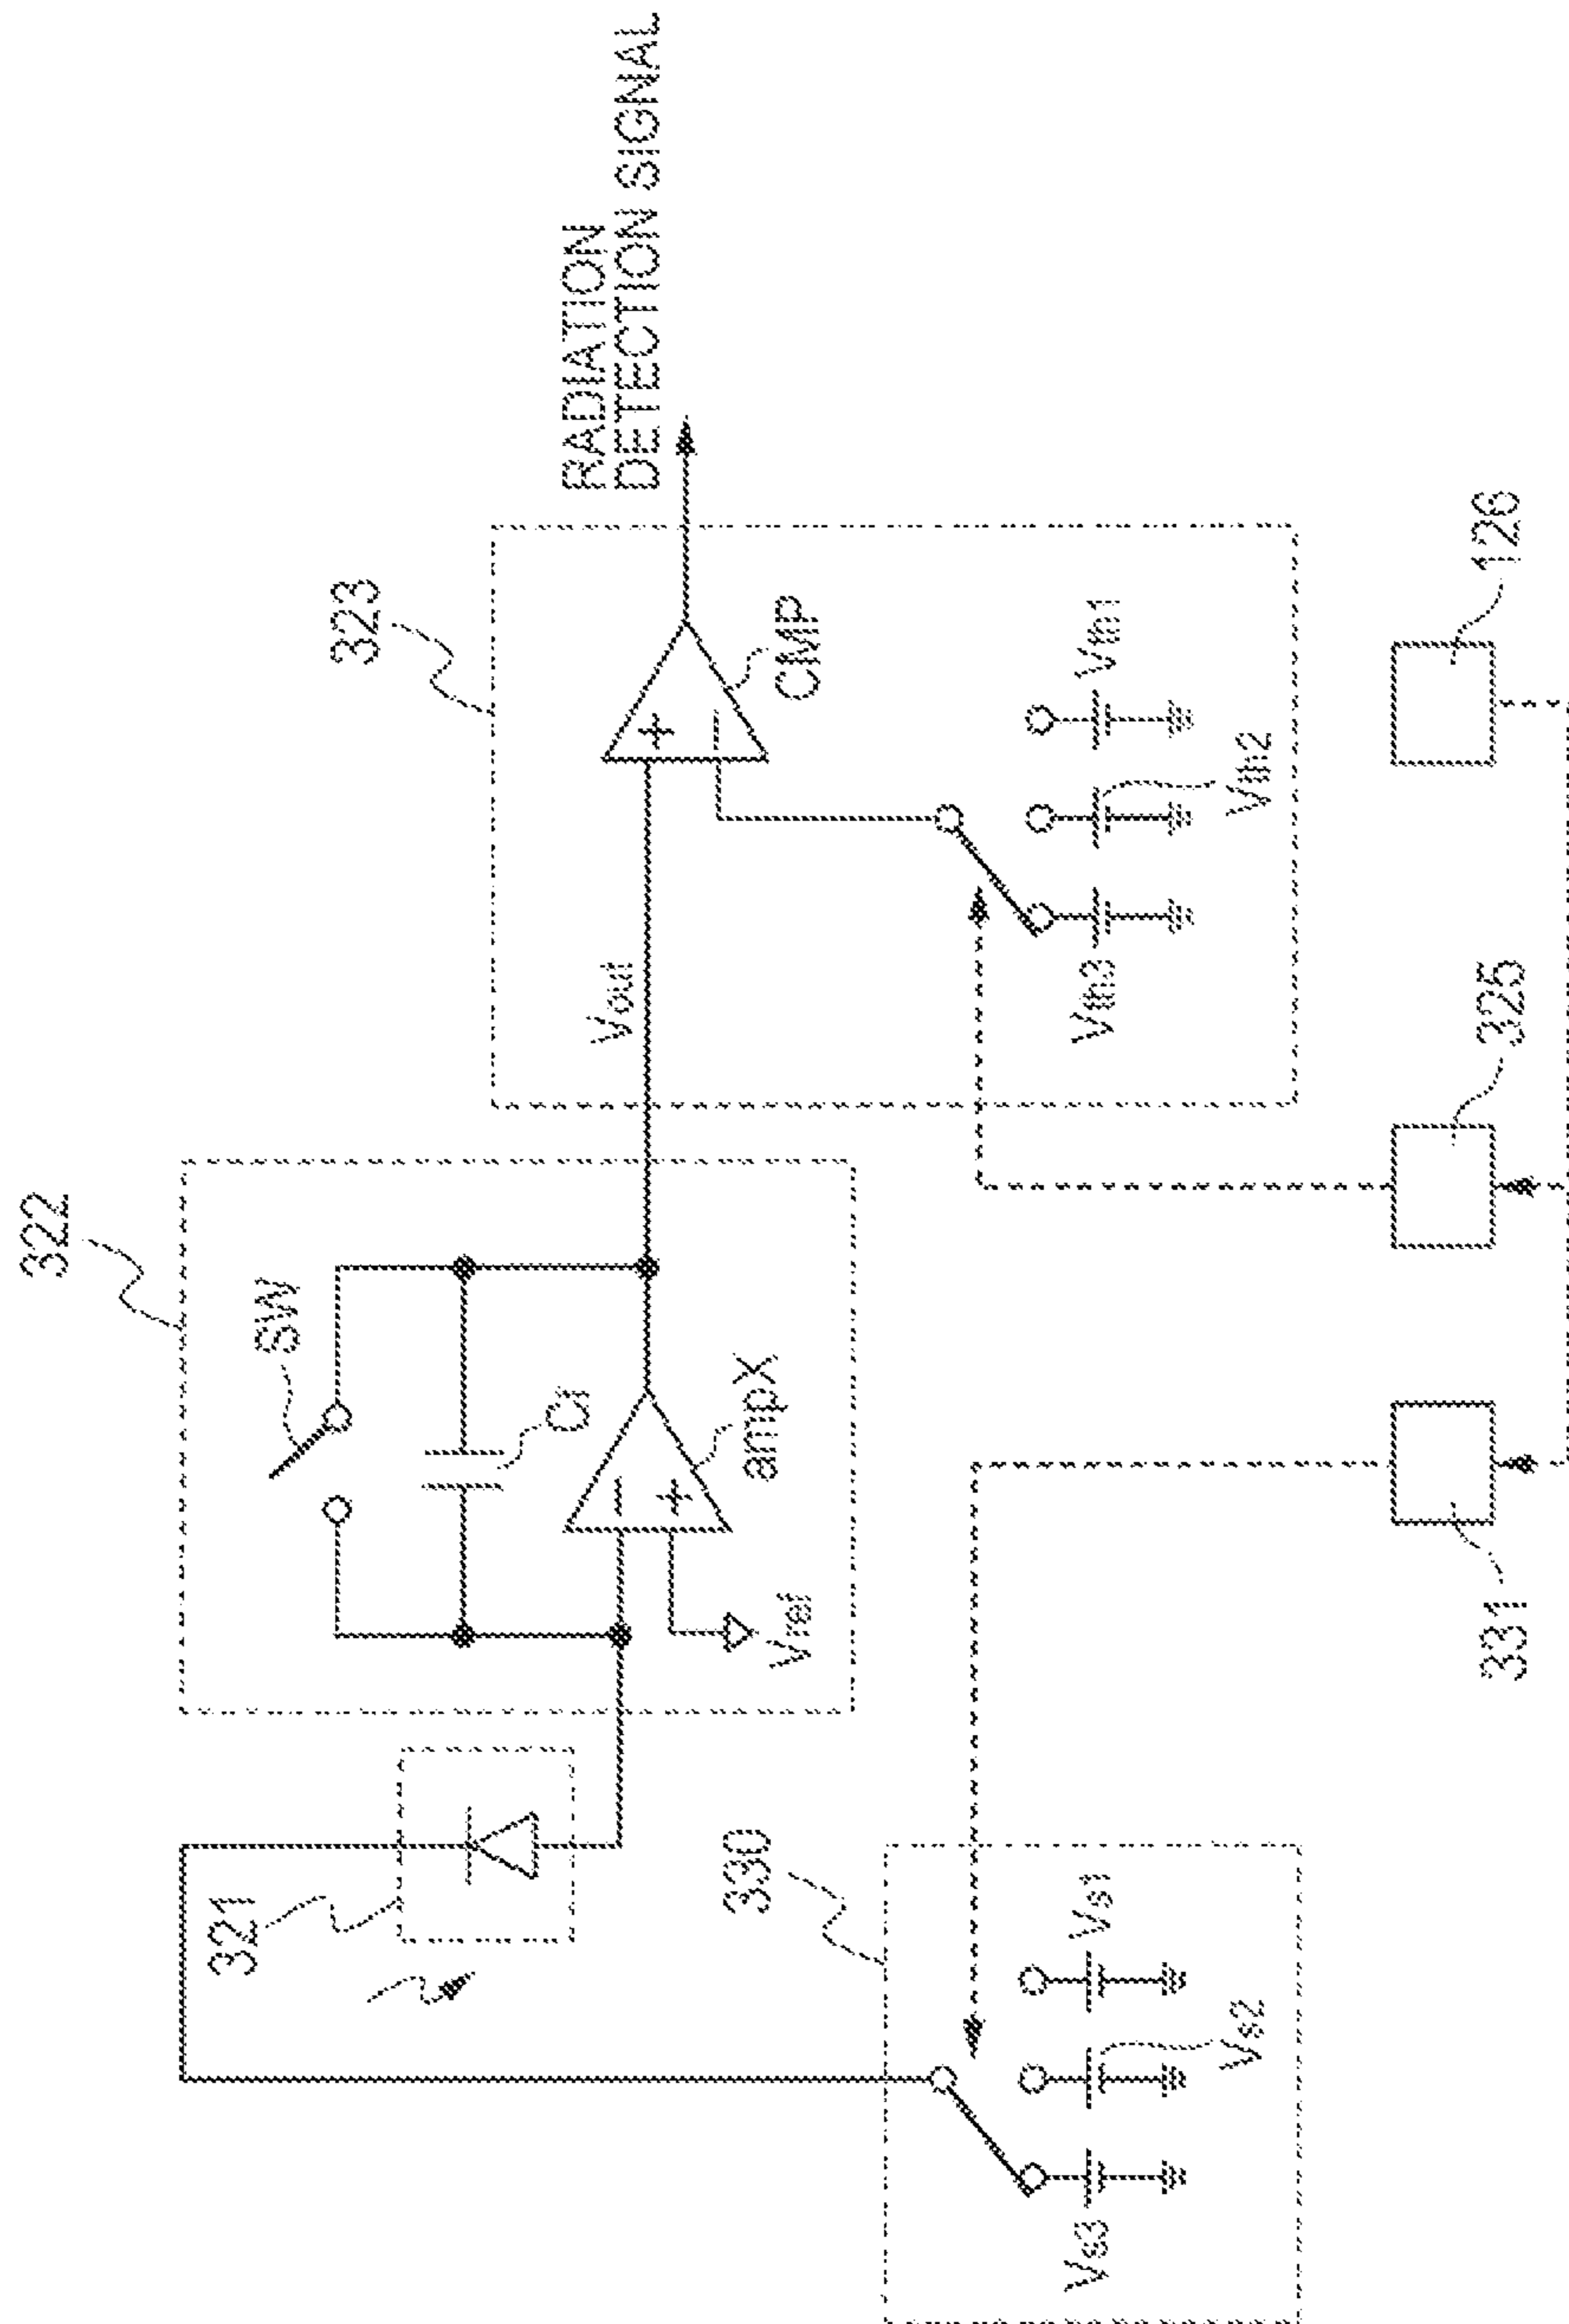 322
323
321
SW
Cf
ampX
Vref
Vout
RADIATION
DETECTION SIGNAL
CMP
330
Vs3
Vs2
Vs1
Vth3
Vth2
Vth1
331
325
126